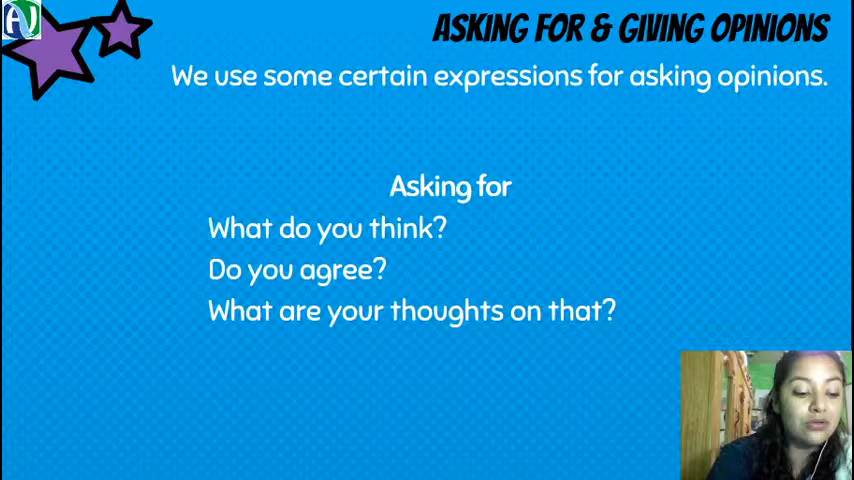 ASKING FOR & GIVING OPINIONS
We use some certain expressions for asking opinions.
Asking for
What do you think?
Do you agree?
What are your thoughts on that?